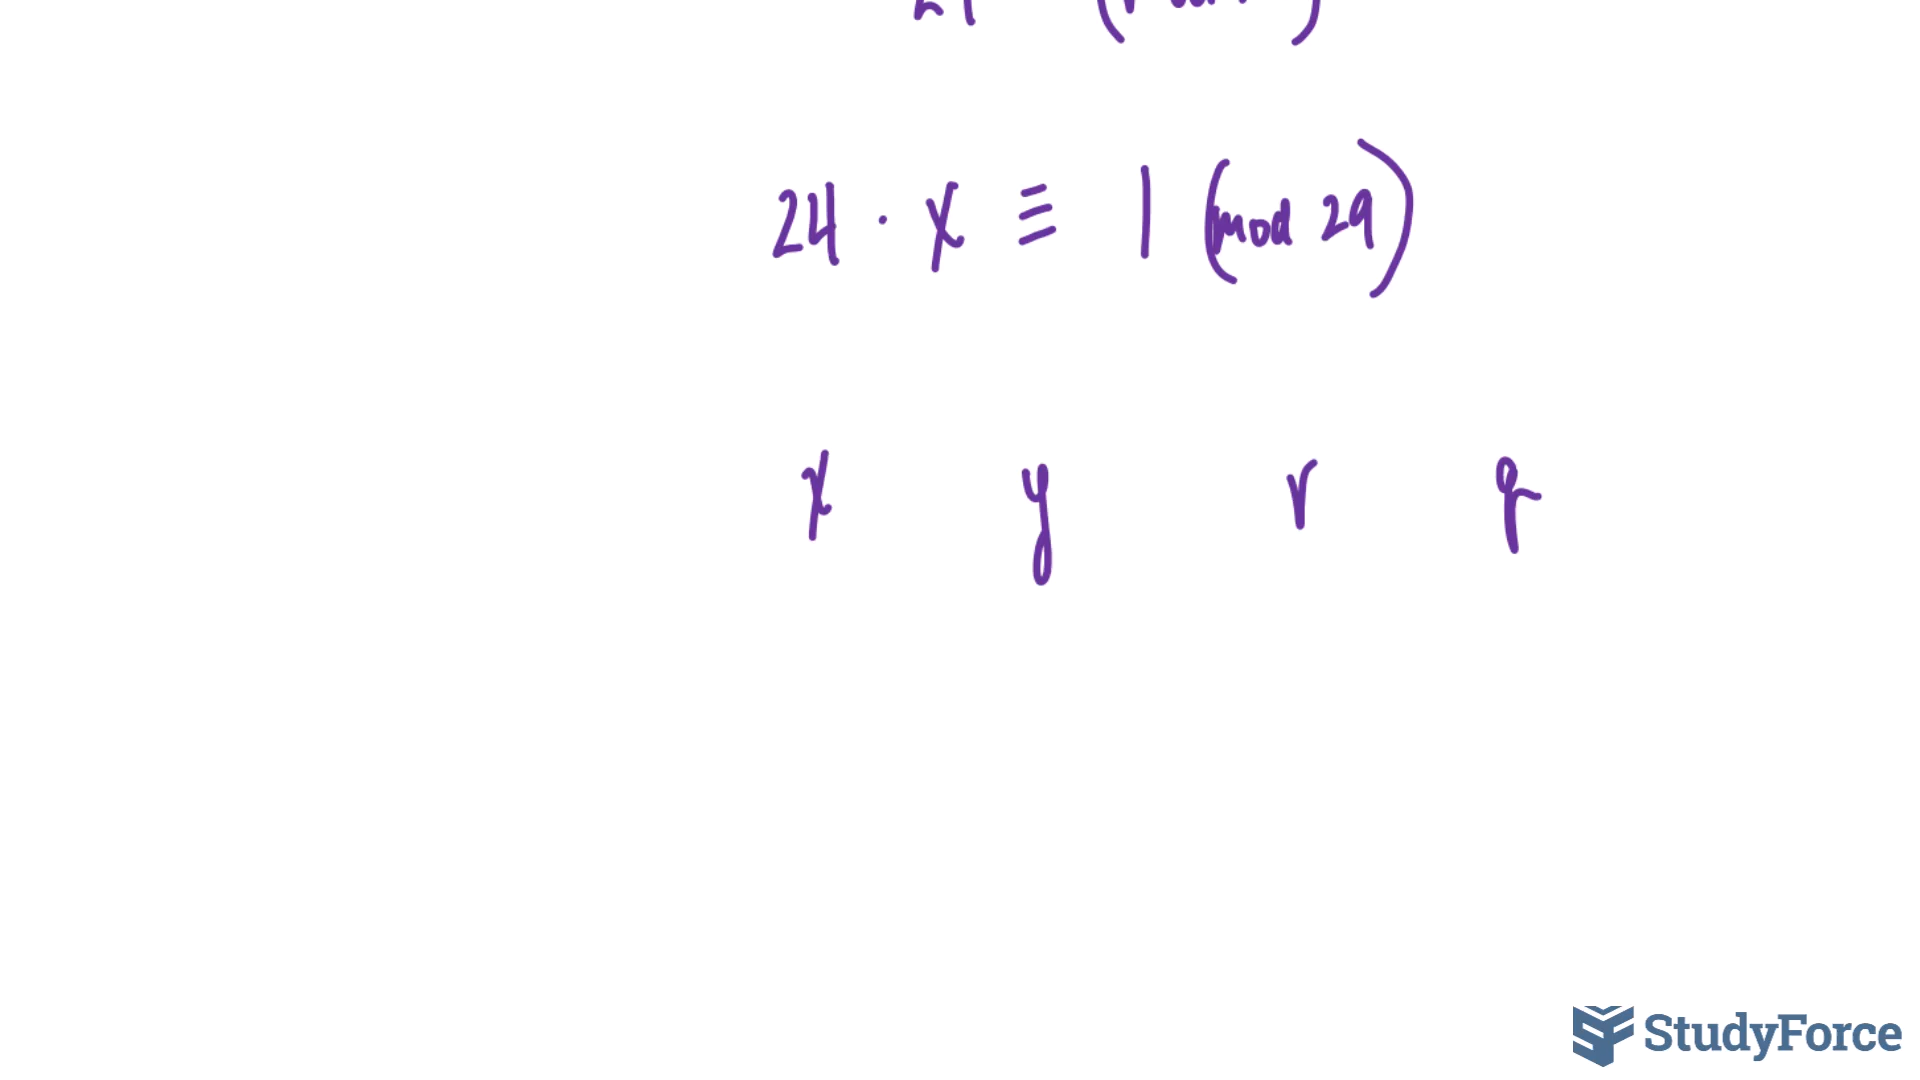 24 · x ≡ 1 (mod 29)
x y r q
StudyForce